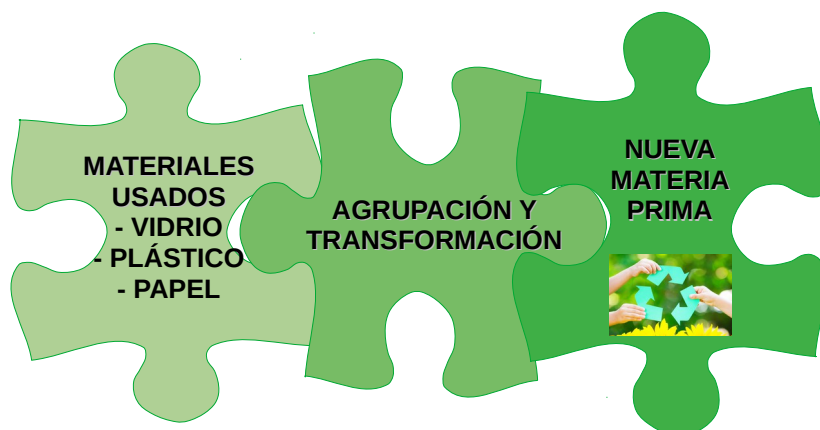 MATERIALES
USADOS
- VIDRIO
- PLÁSTICO
- PAPEL
AGRUPACIÓN Y
TRANSFORMACIÓN
NUEVA
MATERIA
PRIMA